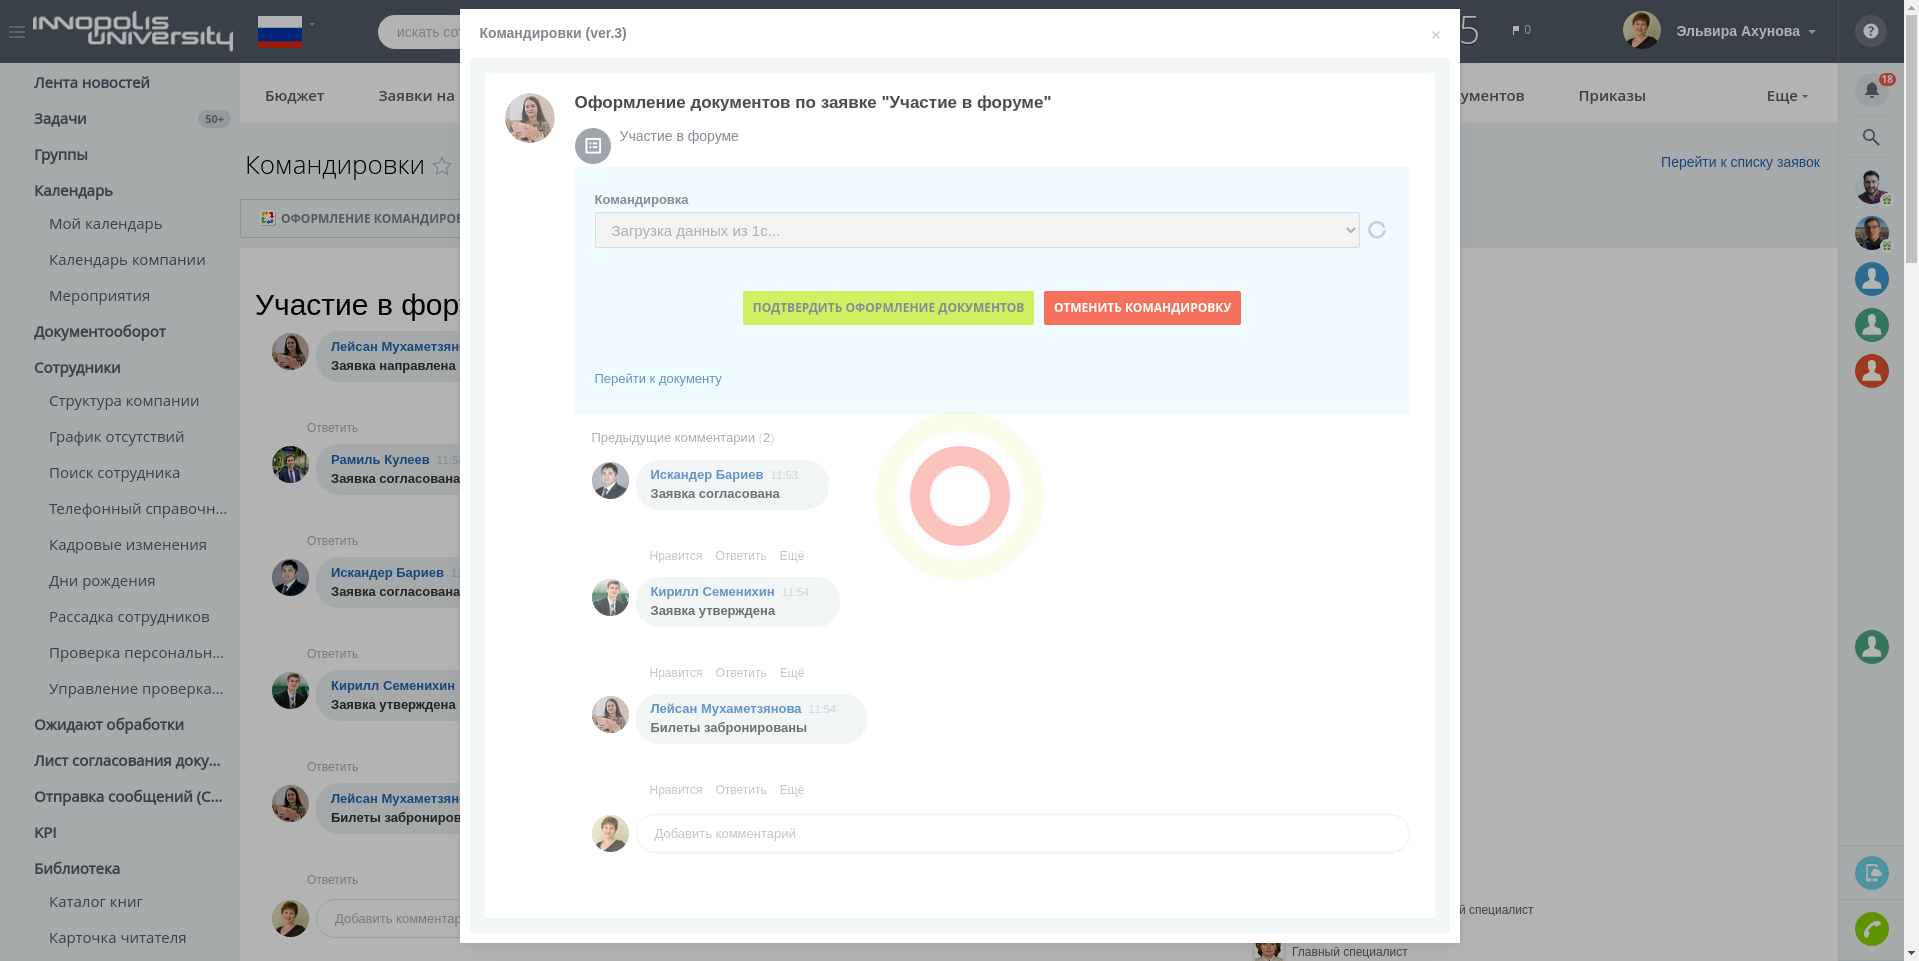 INNOPOLIS
UNIVERSITY
искать
5
0
Эльвира Ахунова
?
Лента новостей
Задачи
50+
Группы
Календарь
Мой календарь
Календарь компании
Мероприятия
Документооборот
Сотрудники
Структура компании
График отсутствий
Поиск сотрудника
Телефонный справочн...
Кадровые изменения
Дни рождения
Рассадка сотрудников
Проверка персональн...
Управление проверка...
Ожидают обработки
Лист согласования доку...
Отправка сообщений (С...
KPI
Библиотека
Каталог книг
Карточка читателя
Бюджет
Заявки на
ументов
Приказы
Еще
Командировки
Перейти к списку заявок
ОФОРМЛЕНИЕ КОМАНДИРОВ
Участие в фор
Лейсан Мухаметзян
Заявка направлена
Ответить
Рамиль Кулеев 11:5
Заявка согласована
Ответить
Искандер Бариев 1
Заявка согласована
Ответить
Кирилл Семенихин
Заявка утверждена
Ответить
Лейсан Мухаметзян
Билеты забронирова
Ответить
Добавить комментар
Командировки (ver.3)
×
Оформление документов по заявке "Участие в форуме"
Участие в форуме
Командировка
Загрузка данных из 1с...
ПОДТВЕРДИТЬ ОФОРМЛЕНИЕ ДОКУМЕНТОВ
ОТМЕНИТЬ КОМАНДИРОВКУ
Перейти к документу
Предыдущие комментарии (2)
Искандер Бариев 11:53
Заявка согласована
Нравится Ответить Ещё
Кирилл Семенихин 11:54
Заявка утверждена
Нравится Ответить Ещё
Лейсан Мухаметзянова 11:54
Билеты забронированы
Нравится Ответить Ещё
Добавить комментарий
18
й специалист
Главный специалист